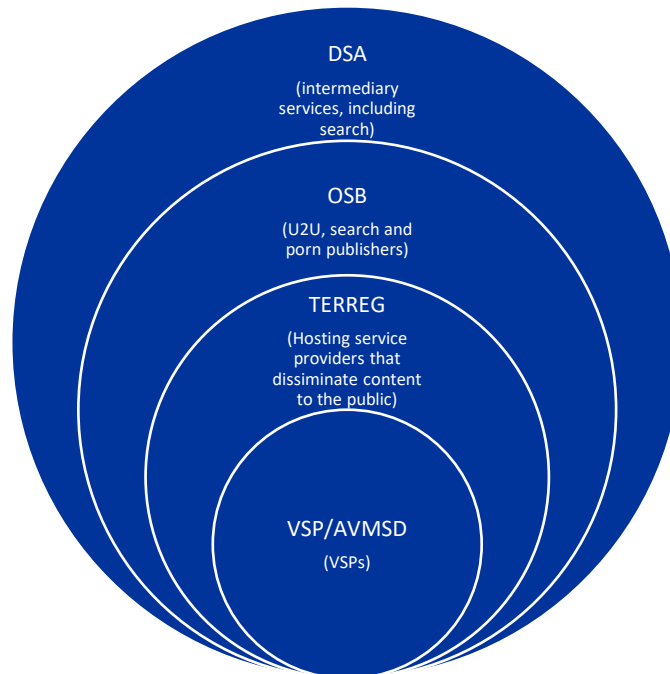 DSA
(intermediary
services, including
search)
OSB
(U2U, search and
porn publishers)
TERREG
(Hosting service
providers that
dissiminate content
to the public)
VSP/AVMSD
(VSPs)